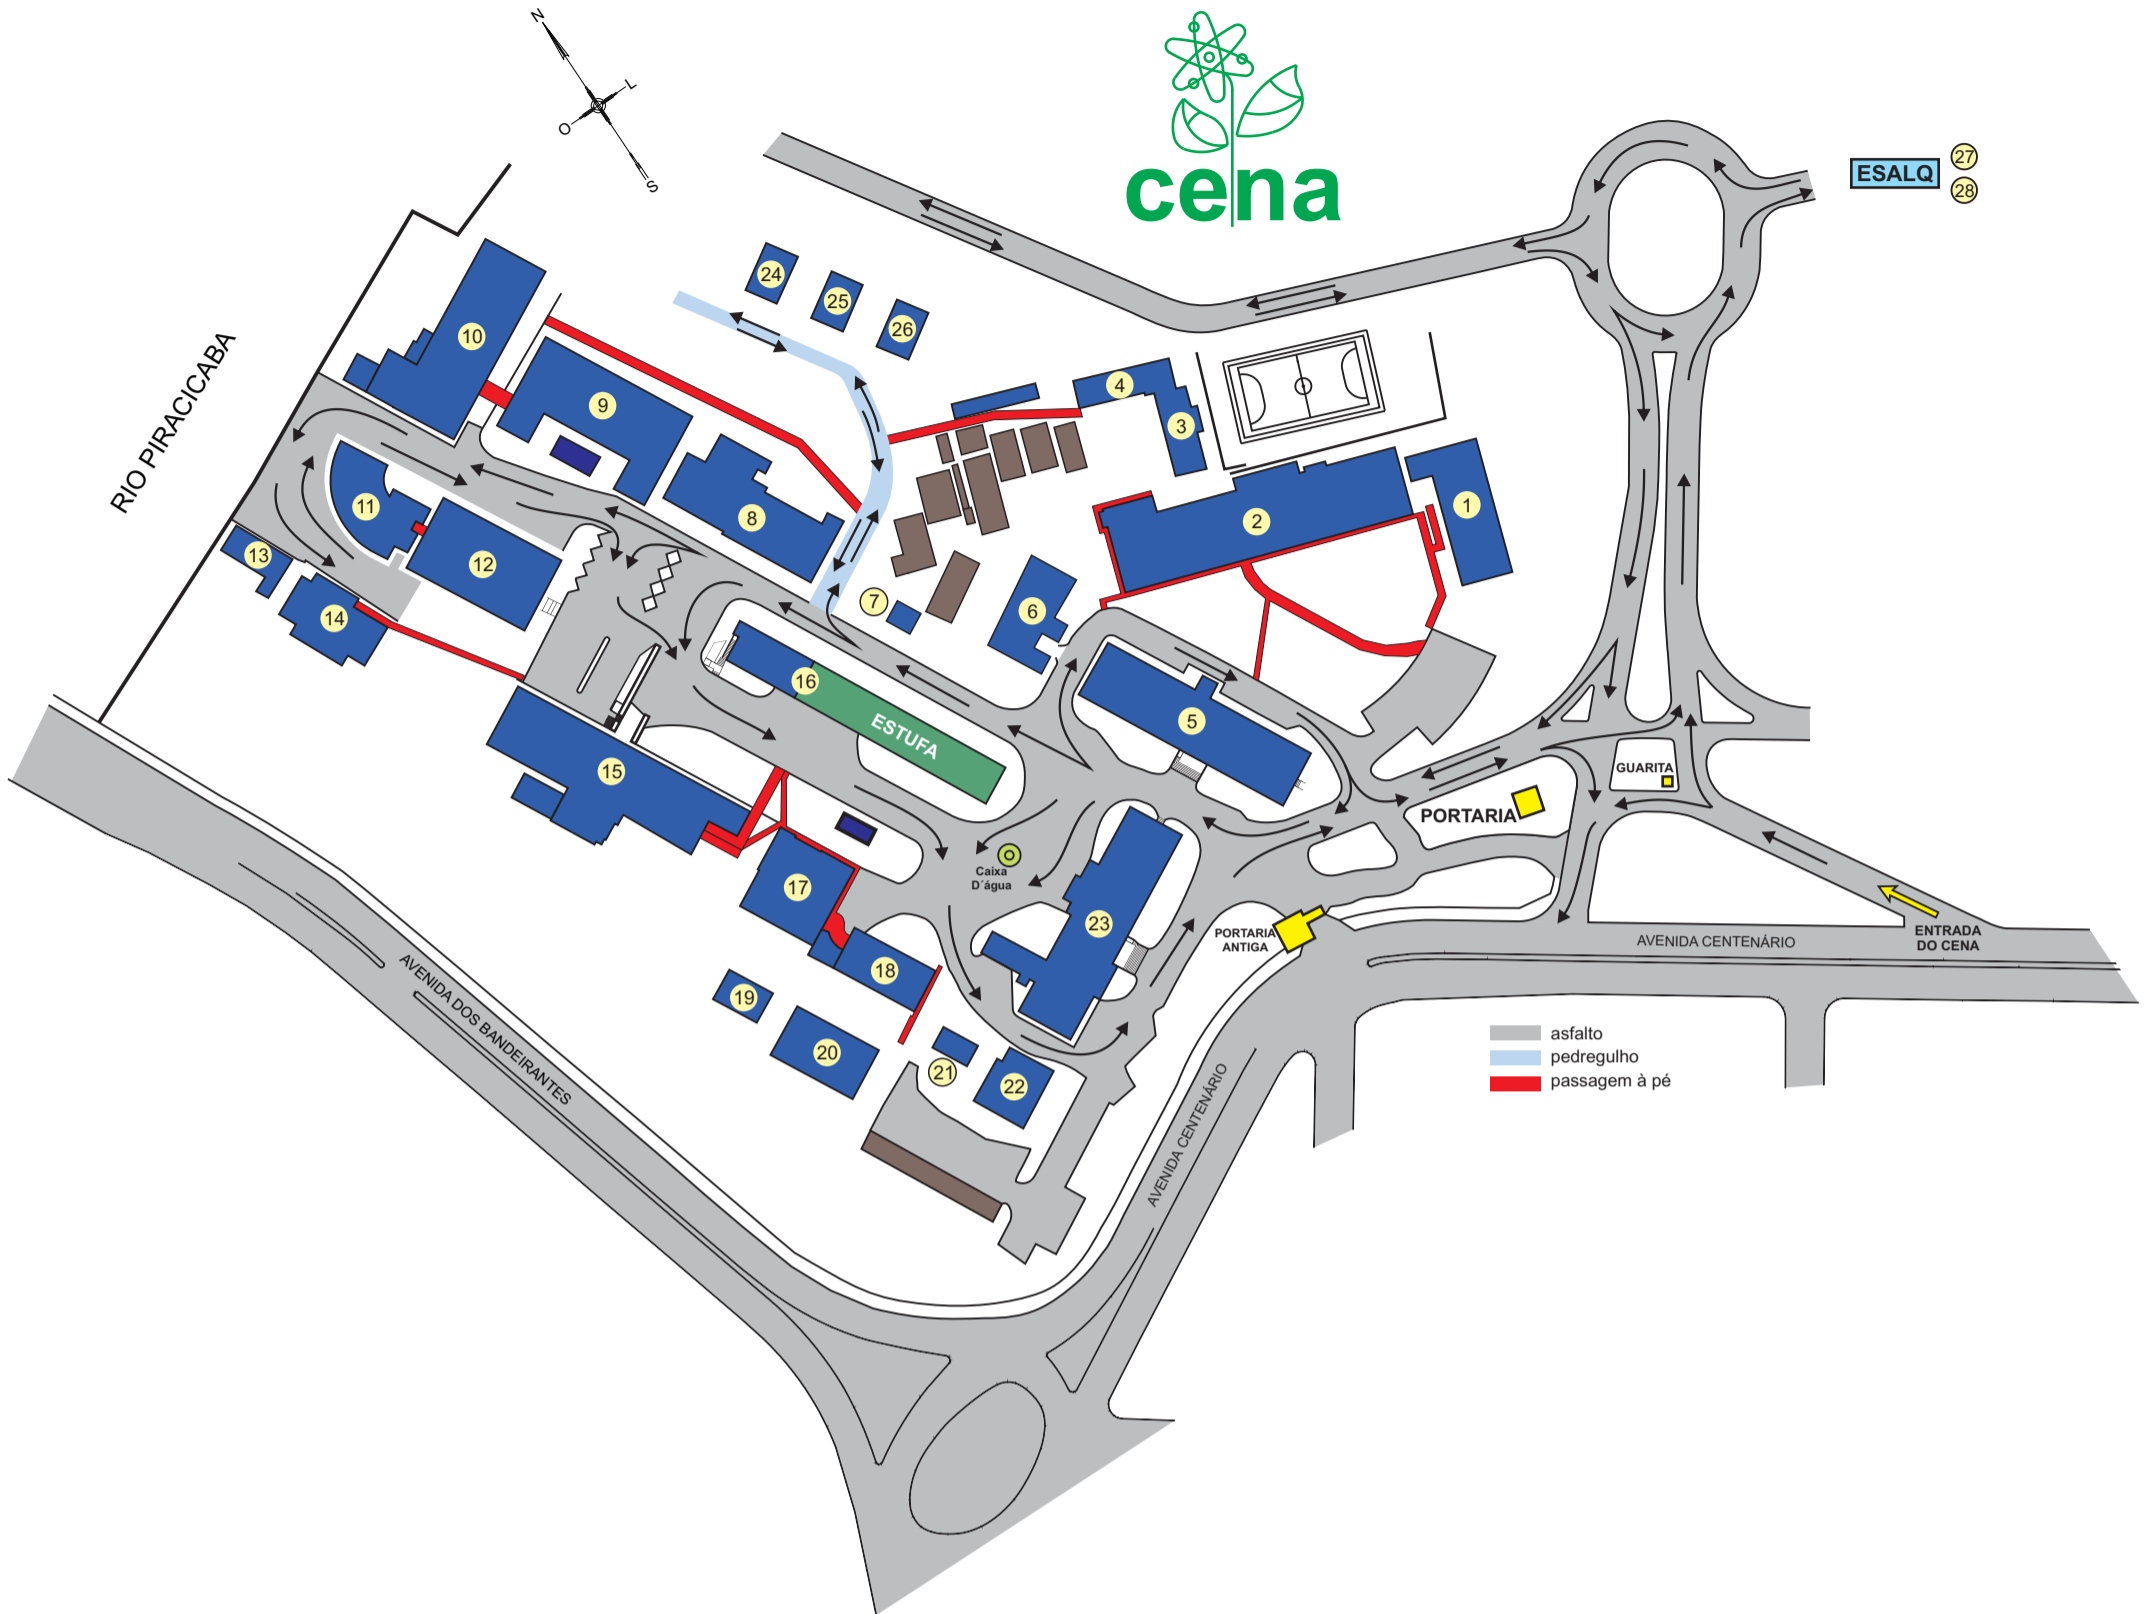 N
L
O
S
cena
ESALQ
27
28
RIO PIRACICABA
24
25
26
10
9
4
3
8
11
12
13
14
7
6
2
1
16
ESTUFA
5
15
GUARITA
PORTARIA
Caixa
D´água
17
23
18
PORTARIA
ANTIGA
AVENIDA CENTENÁRIO
ENTRADA
DO CENA
19
20
21
22
AVENIDA DOS BANDEIRANTES
AVENIDA CENTENÁRIO
asfalto
pedregulho
passagem à pé